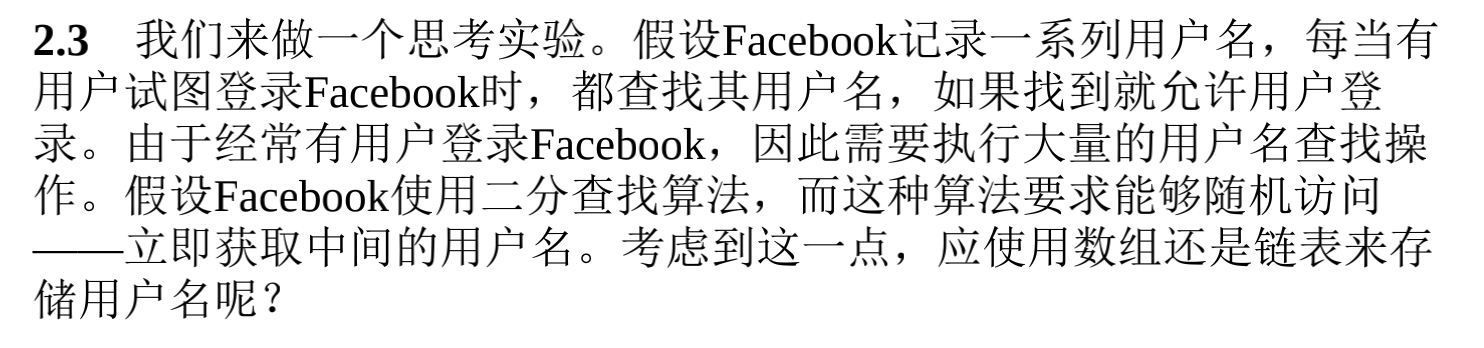 2.3 我们来做一个思考实验。假设Facebook记录一系列用户名，每当有
用户试图登录Facebook时，都查找其用户名，如果找到就允许用户登
录。由于经常有用户登录Facebook，因此需要执行大量的用户名查找操
作。假设Facebook使用二分查找算法，而这种算法要求能够随机访问
——立即获取中间的用户名。考虑到这一点，应使用数组还是链表来存
储用户名呢？